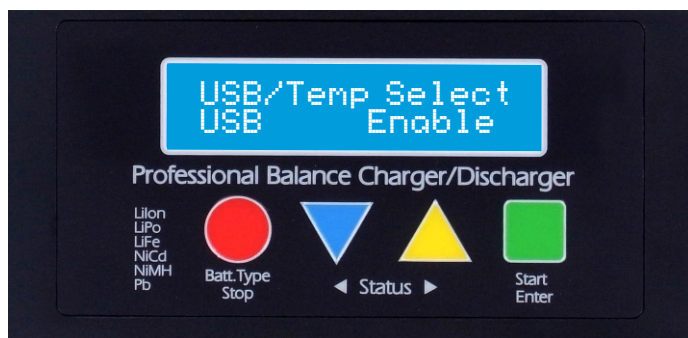 USB/Temp Select
USB Enable
Professional Balance Charger/Discharger
LiIon
LiPo
LiFe
NiCd
NiMH
Pb
Batt.Type
Stop
◄ Status ►
Start
Enter